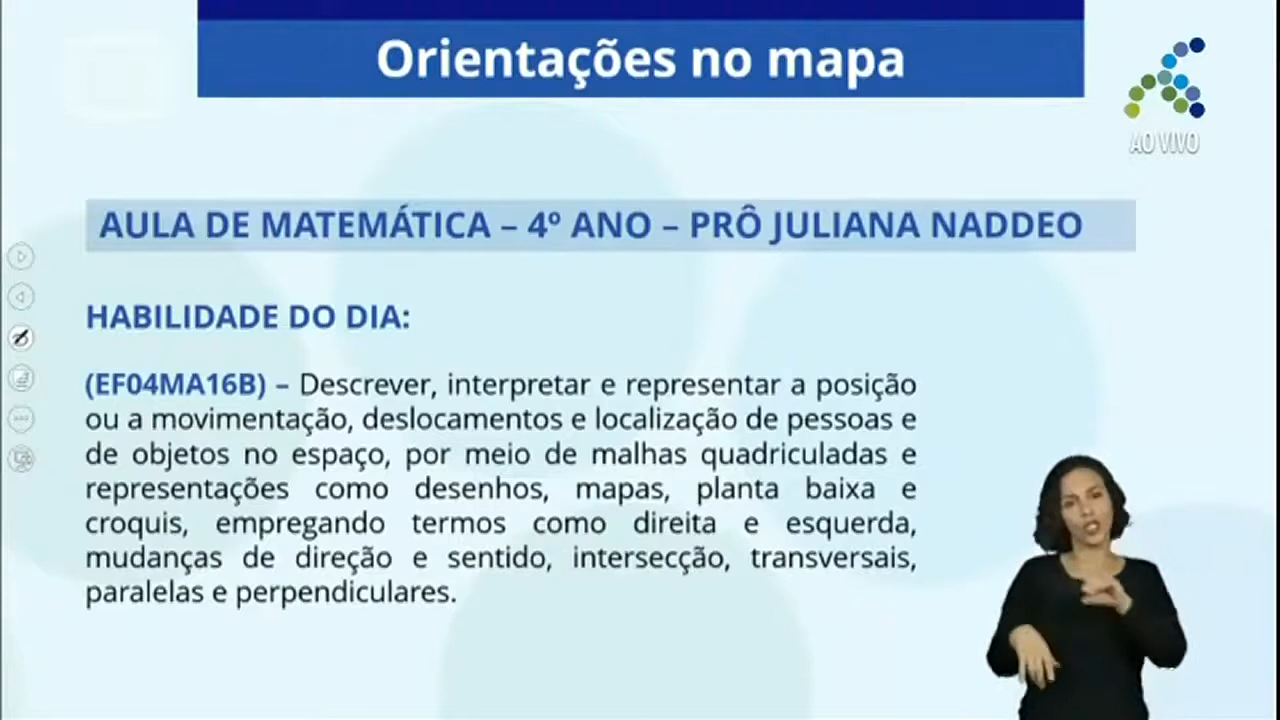 Orientações no mapa
AO VIVO
AULA DE MATEMÁTICA – 4º ANO – PRÔ JULIANA NADDEO
HABILIDADE DO DIA:
(EF04MA16B) – Descrever, interpretar e representar a posição
ou a movimentação, deslocamentos e localização de pessoas e
de objetos no espaço, por meio de malhas quadriculadas e
representações como desenhos, mapas, planta baixa e
croquis, empregando termos como direita e esquerda,
mudanças de direção e sentido, intersecção, transversais,
paralelas e perpendiculares.